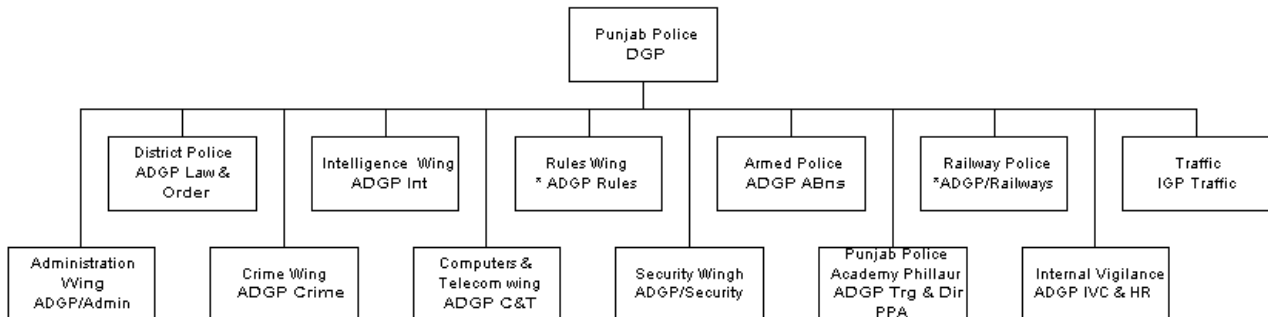 Punjab Police
DGP
District Police
ADGP Law &
Order
Intelligence Wing
ADGP Int
Rules Wing
* ADGP Rules
Armed Police
ADGP ABns
Railway Police
*ADGP/Railways
Traffic
IGP Traffic
Administration
Wing
ADGP/Admin
Crime Wing
ADGP Crime
Computers &
Telecom wing
ADGP C&T
Security Wingh
ADGP/Security
Punjab Police
Academy Phillaur
ADGP Trg & Dir
PPA
Internal Vigilance
ADGP IVC & HR